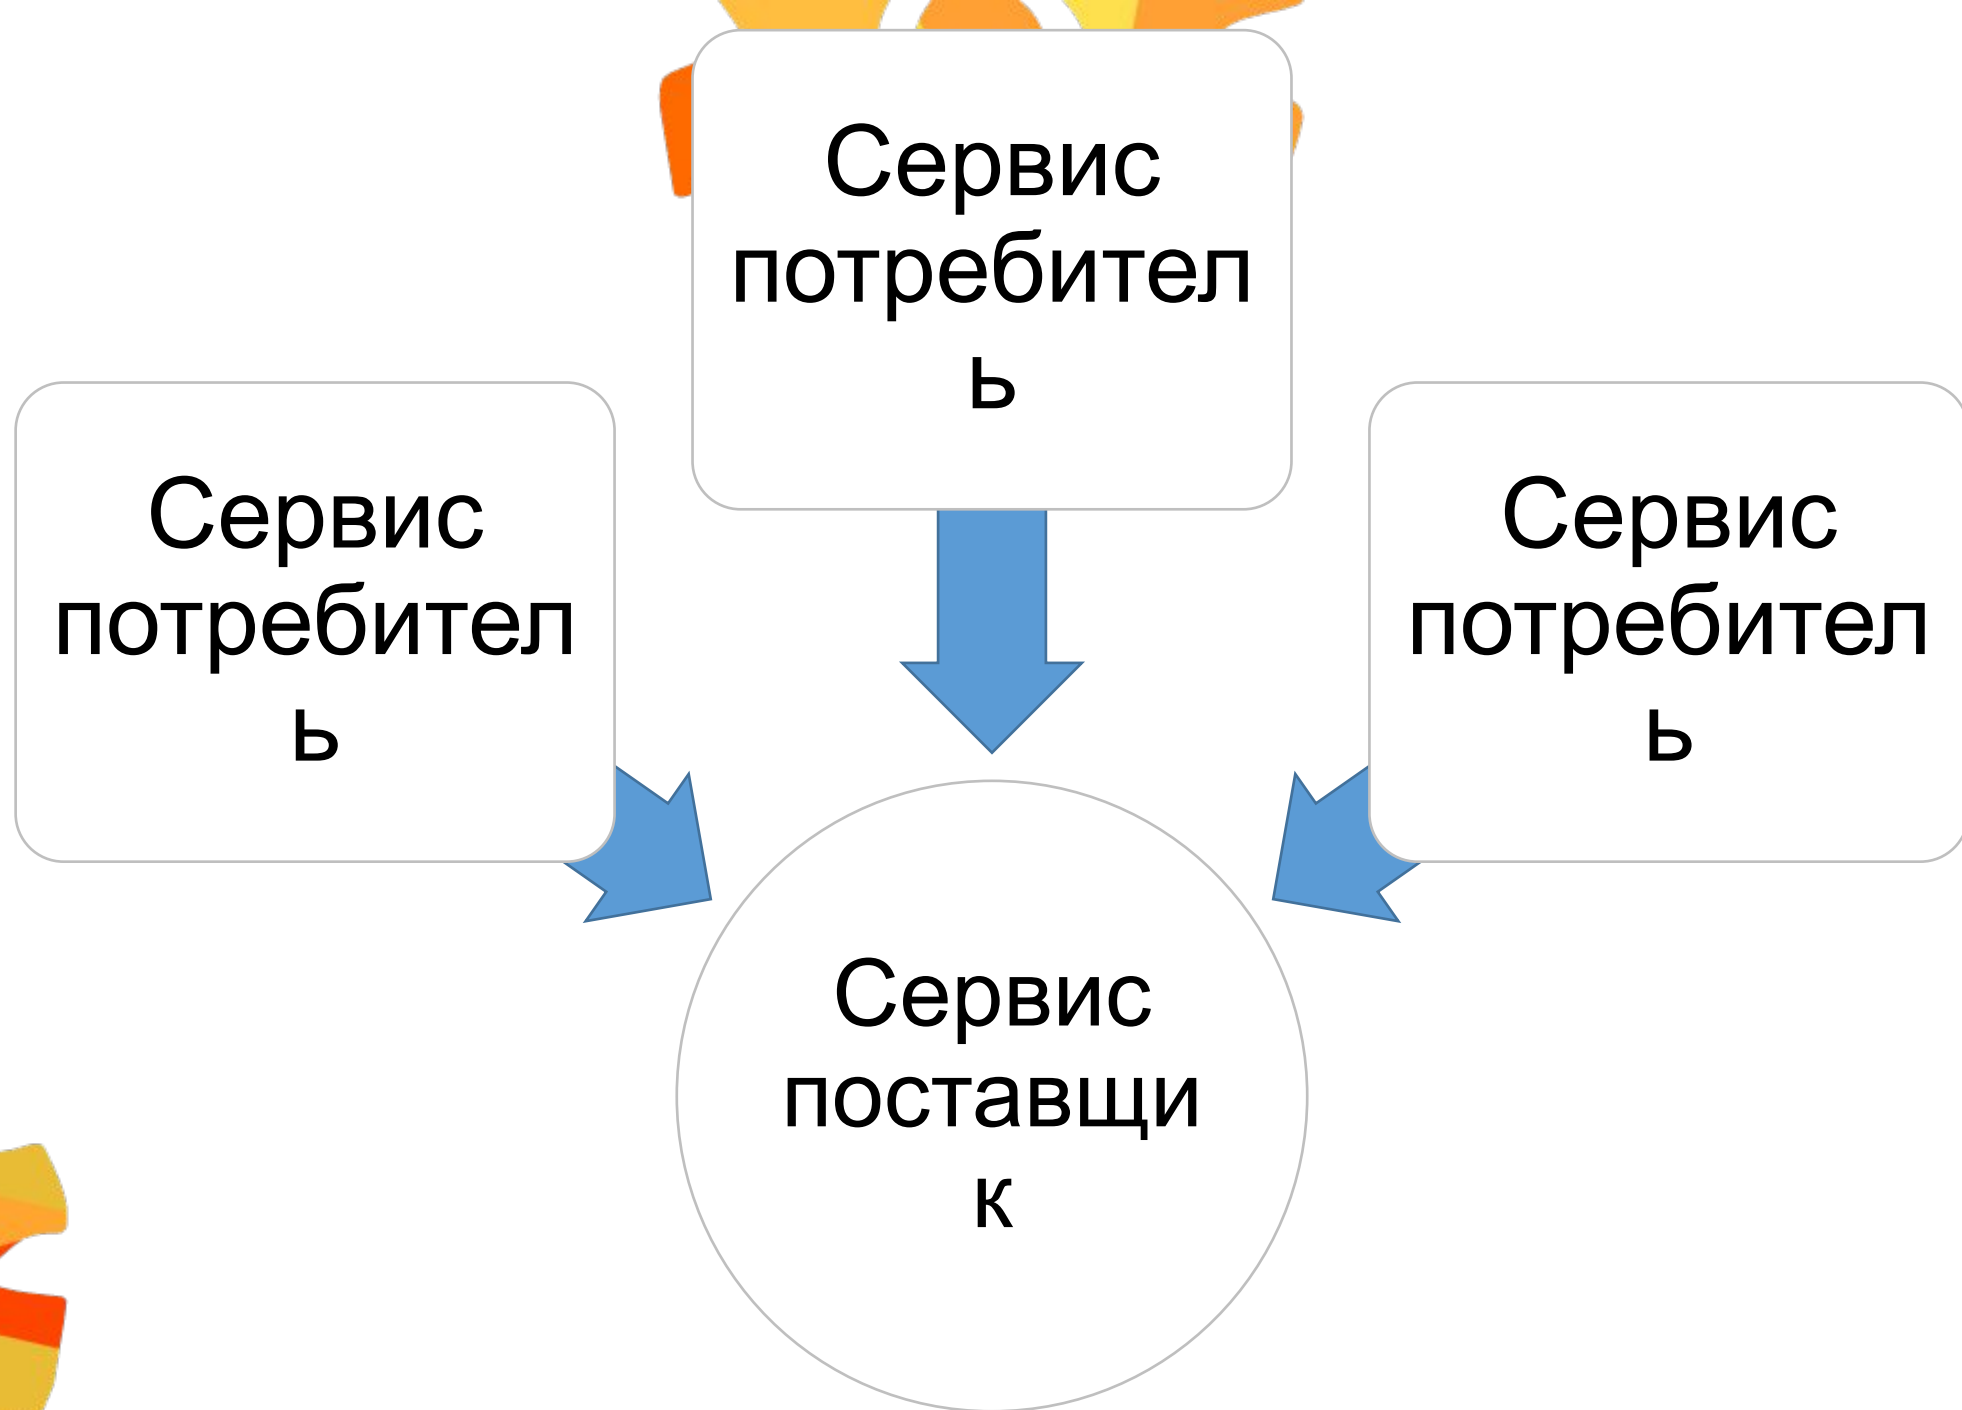 Сервис
потребител
ь
Сервис
потребител
ь
Сервис
потребител
ь
Сервис
поставщи
к